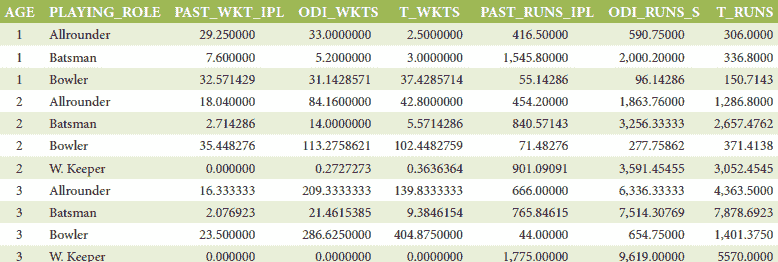 AGE PLAYING_ROLE PAST_WKT_IPL ODI_WKTS T_WKTS PAST_RUNS_IPL ODI_RUNS_S T_RUNS
1 Allrounder 29.250000 33.0000000 2.5000000 416.50000 590.75000 306.0000
1 Batsman 7.600000 5.2000000 3.0000000 1,545.80000 2,000.20000 336.8000
1 Bowler 32.571429 31.1428571 37.4285714 55.14286 96.14286 150.7143
2 Allrounder 18.040000 84.1600000 42.8000000 454.20000 1,863.76000 1,286.8000
2 Batsman 2.714286 14.0000000 5.5714286 840.57143 3,256.33333 2,657.4762
2 Bowler 35.448276 113.2758621 102.4482759 71.48276 277.75862 371.4138
2 W. Keeper 0.000000 0.2727273 0.3636364 901.09091 3,591.45455 3,052.4545
3 Allrounder 16.333333 209.3333333 139.8333333 666.00000 6,336.33333 4,363.5000
3 Batsman 2.076923 21.4615385 9.3846154 765.84615 7,514.30769 7,878.6923
3 Bowler 23.500000 286.6250000 404.8750000 44.00000 654.75000 1,401.3750
3 W. Keeper 0.000000 0.0000000 0.0000000 1,775.00000 9,619.00000 5570.0000